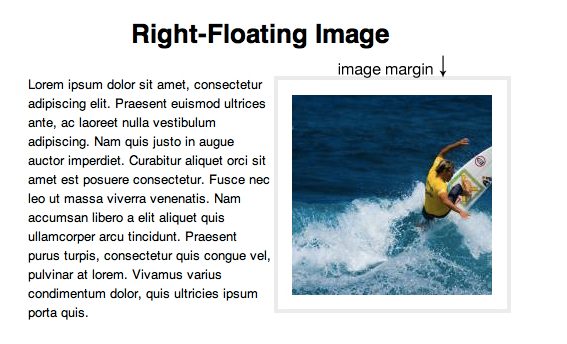 Right-Floating Image
image margin
Lorem ipsum dolor sit amet, consectetur
adipiscing elit. Praesent euismod ultrices
ante, ac laoreet nulla vestibulum
adipiscing. Nam quis justo in augue
auctor imperdiet. Curabitur aliquet orci sit
amet est posuere consectetur. Fusce nec
leo ut massa viverra venenatis. Nam
accumsan libero a elit aliquet quis
ullamcorper arcu tincidunt. Praesent
purus turpis, consectetur quis congue vel,
pulvinar at lorem. Vivamus varius
condimentum dolor, quis ultricies ipsum
porta quis.